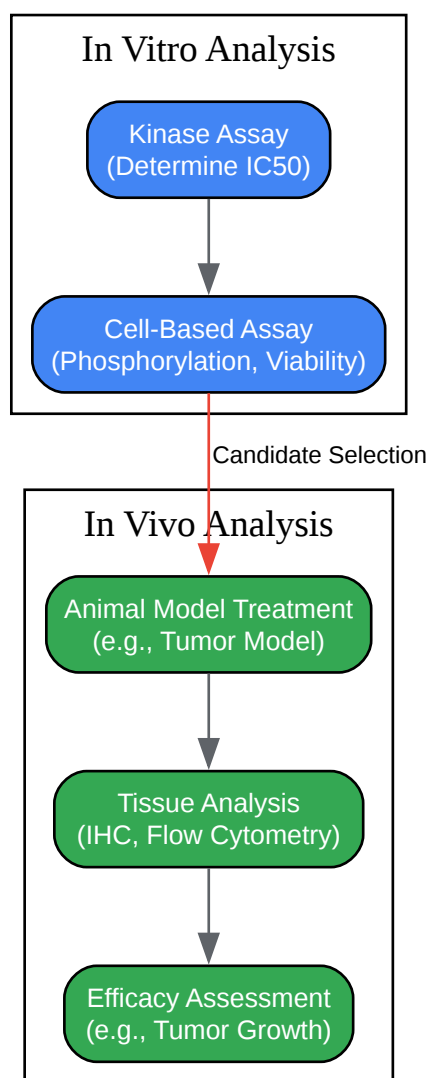 In Vitro Analysis
Kinase Assay
(Determine IC50)
Cell-Based Assay
(Phosphorylation, Viability)
Candidate Selection
In Vivo Analysis
Animal Model Treatment
(e.g., Tumor Model)
Tissue Analysis
(IHC, Flow Cytometry)
Efficacy Assessment
(e.g., Tumor Growth)